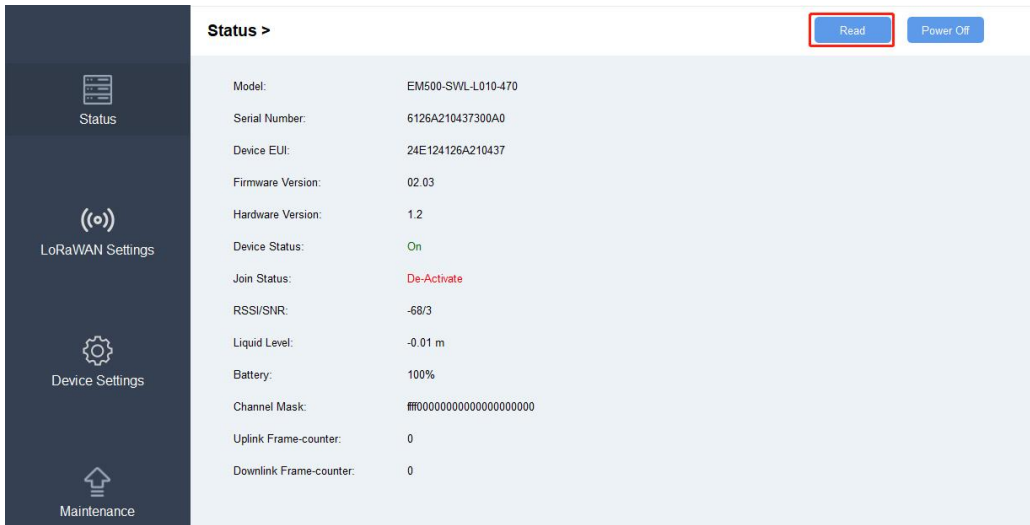 Status >
Read
Power Off
Status
LoRaWAN Settings
Device Settings
Maintenance
Model: EM500-SWL-L010-470
Serial Number: 6126A210437300A0
Device EUI: 24E124126A210437
Firmware Version: 02.03
Hardware Version: 1.2
Device Status: On
Join Status: De-Activate
RSSI/SNR: -68/3
Liquid Level: -0.01 m
Battery: 100%
Channel Mask: ffff00000000000000000000
Uplink Frame-counter: 0
Downlink Frame-counter: 0